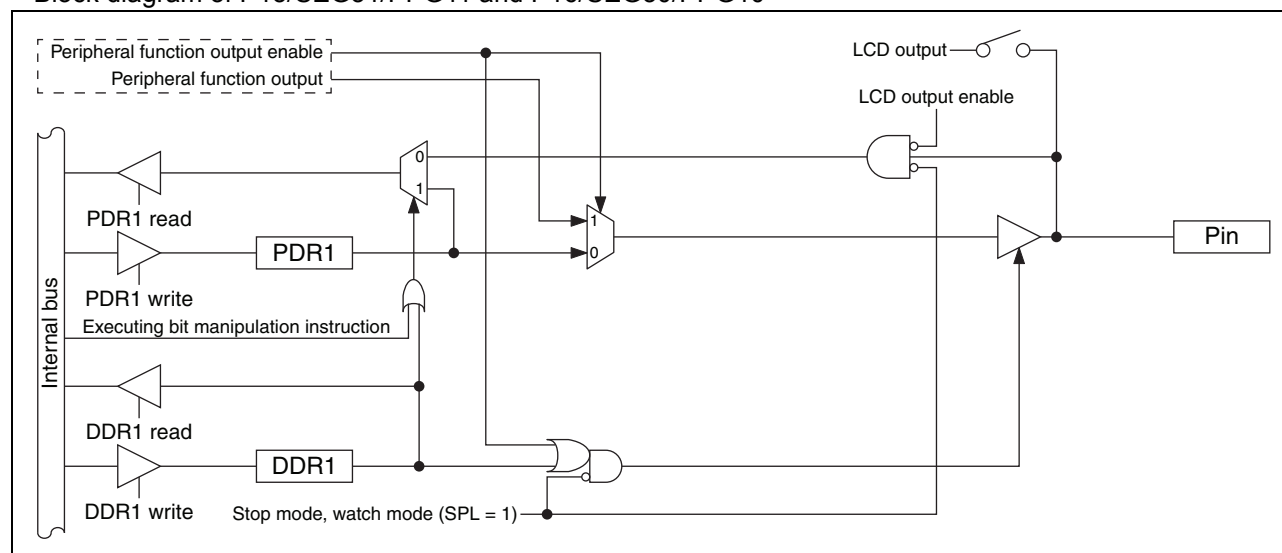 Peripheral function output enable
Peripheral function output
LCD output
LCD output enable
0
1
PDR1 read
1
0
PDR1
Pin
PDR1 write
Internal bus
Executing bit manipulation instruction
DDR1 read
DDR1
DDR1 write
Stop mode, watch mode (SPL = 1)